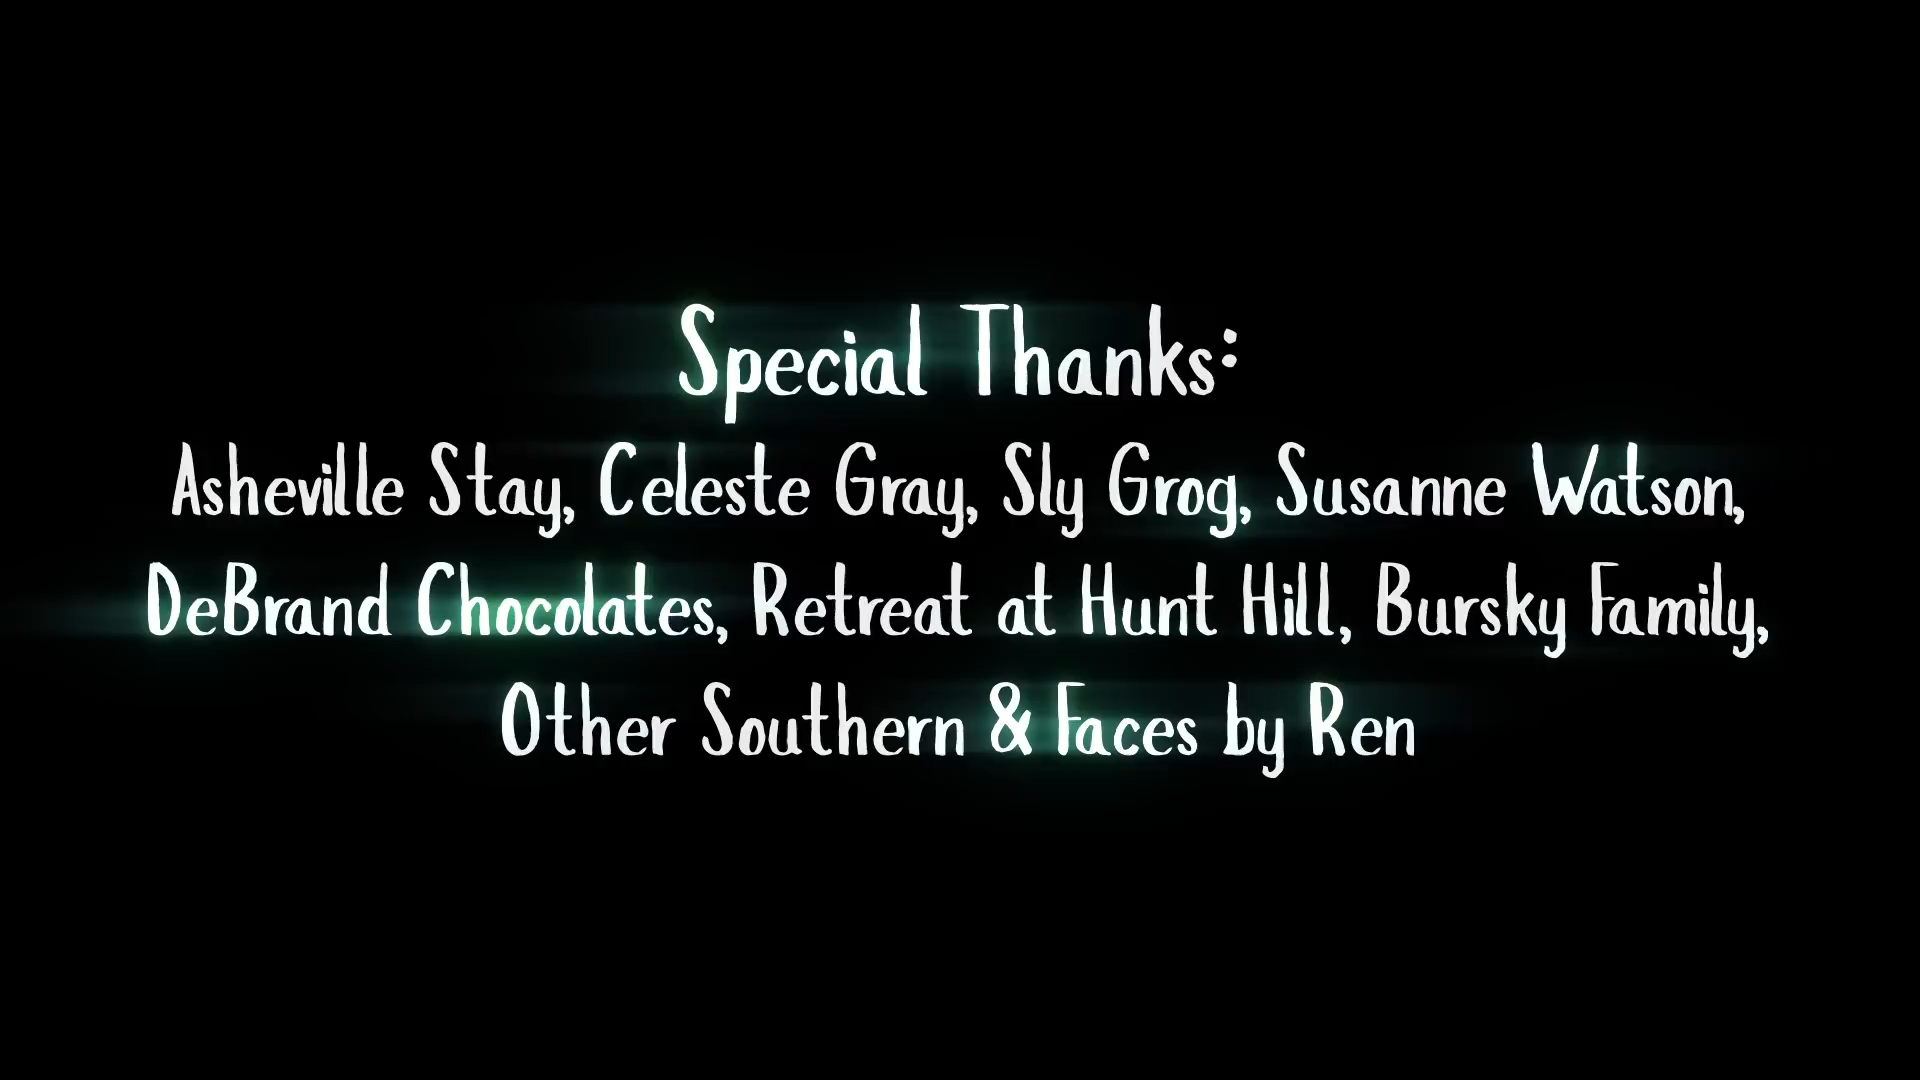 Special Thanks:
Asheville Stay, Celeste Gray, Sly Grog, Susanne Watson,
DeBrand Chocolates, Retreat at Hunt Hill, Bursky Family,
Other Southern & Faces by Ren